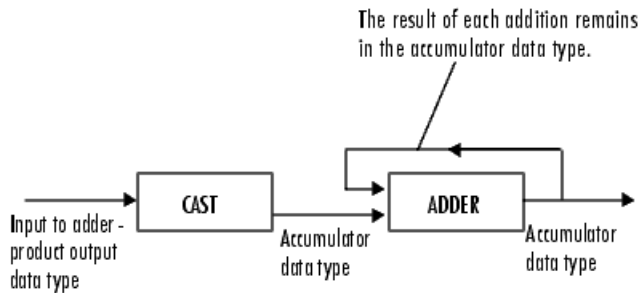 The result of each addition remains
in the accumulator data type.
CAST
ADDER
Input to adder -
product output
data type
Accumulator
data type
Accumulator
data type